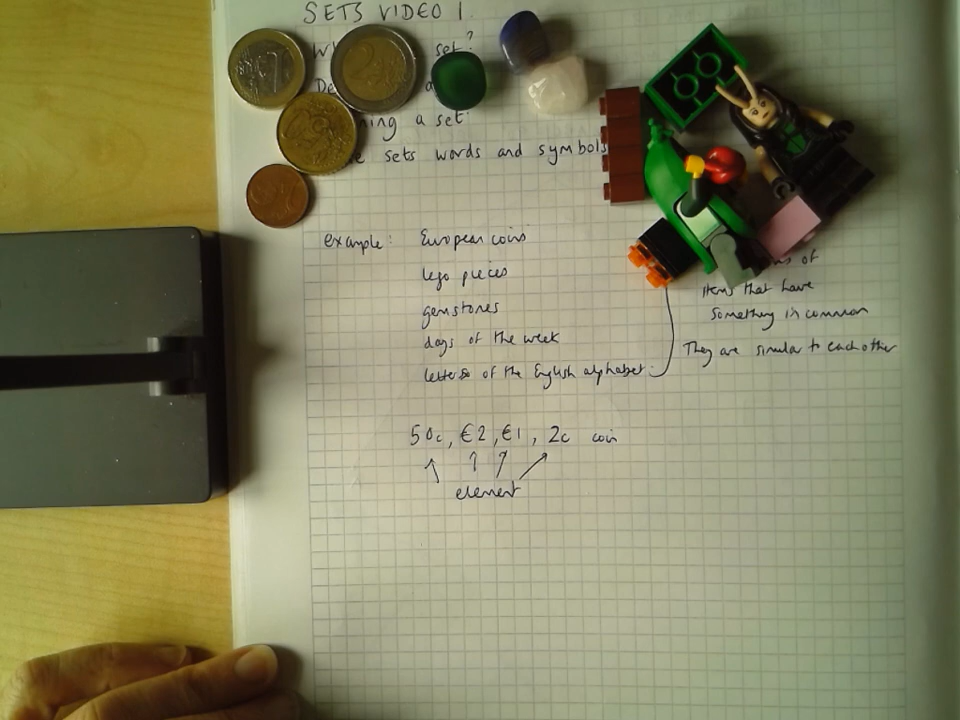 SETS VIDEO 1
set?
a
a set:
sets words and symbols
example: European coins
lego pieces
gemstones
days of the week
letters of the English alphabet
of
items that have
something in common
They are similar to each other
50c, €2, €1, 2c coin
element